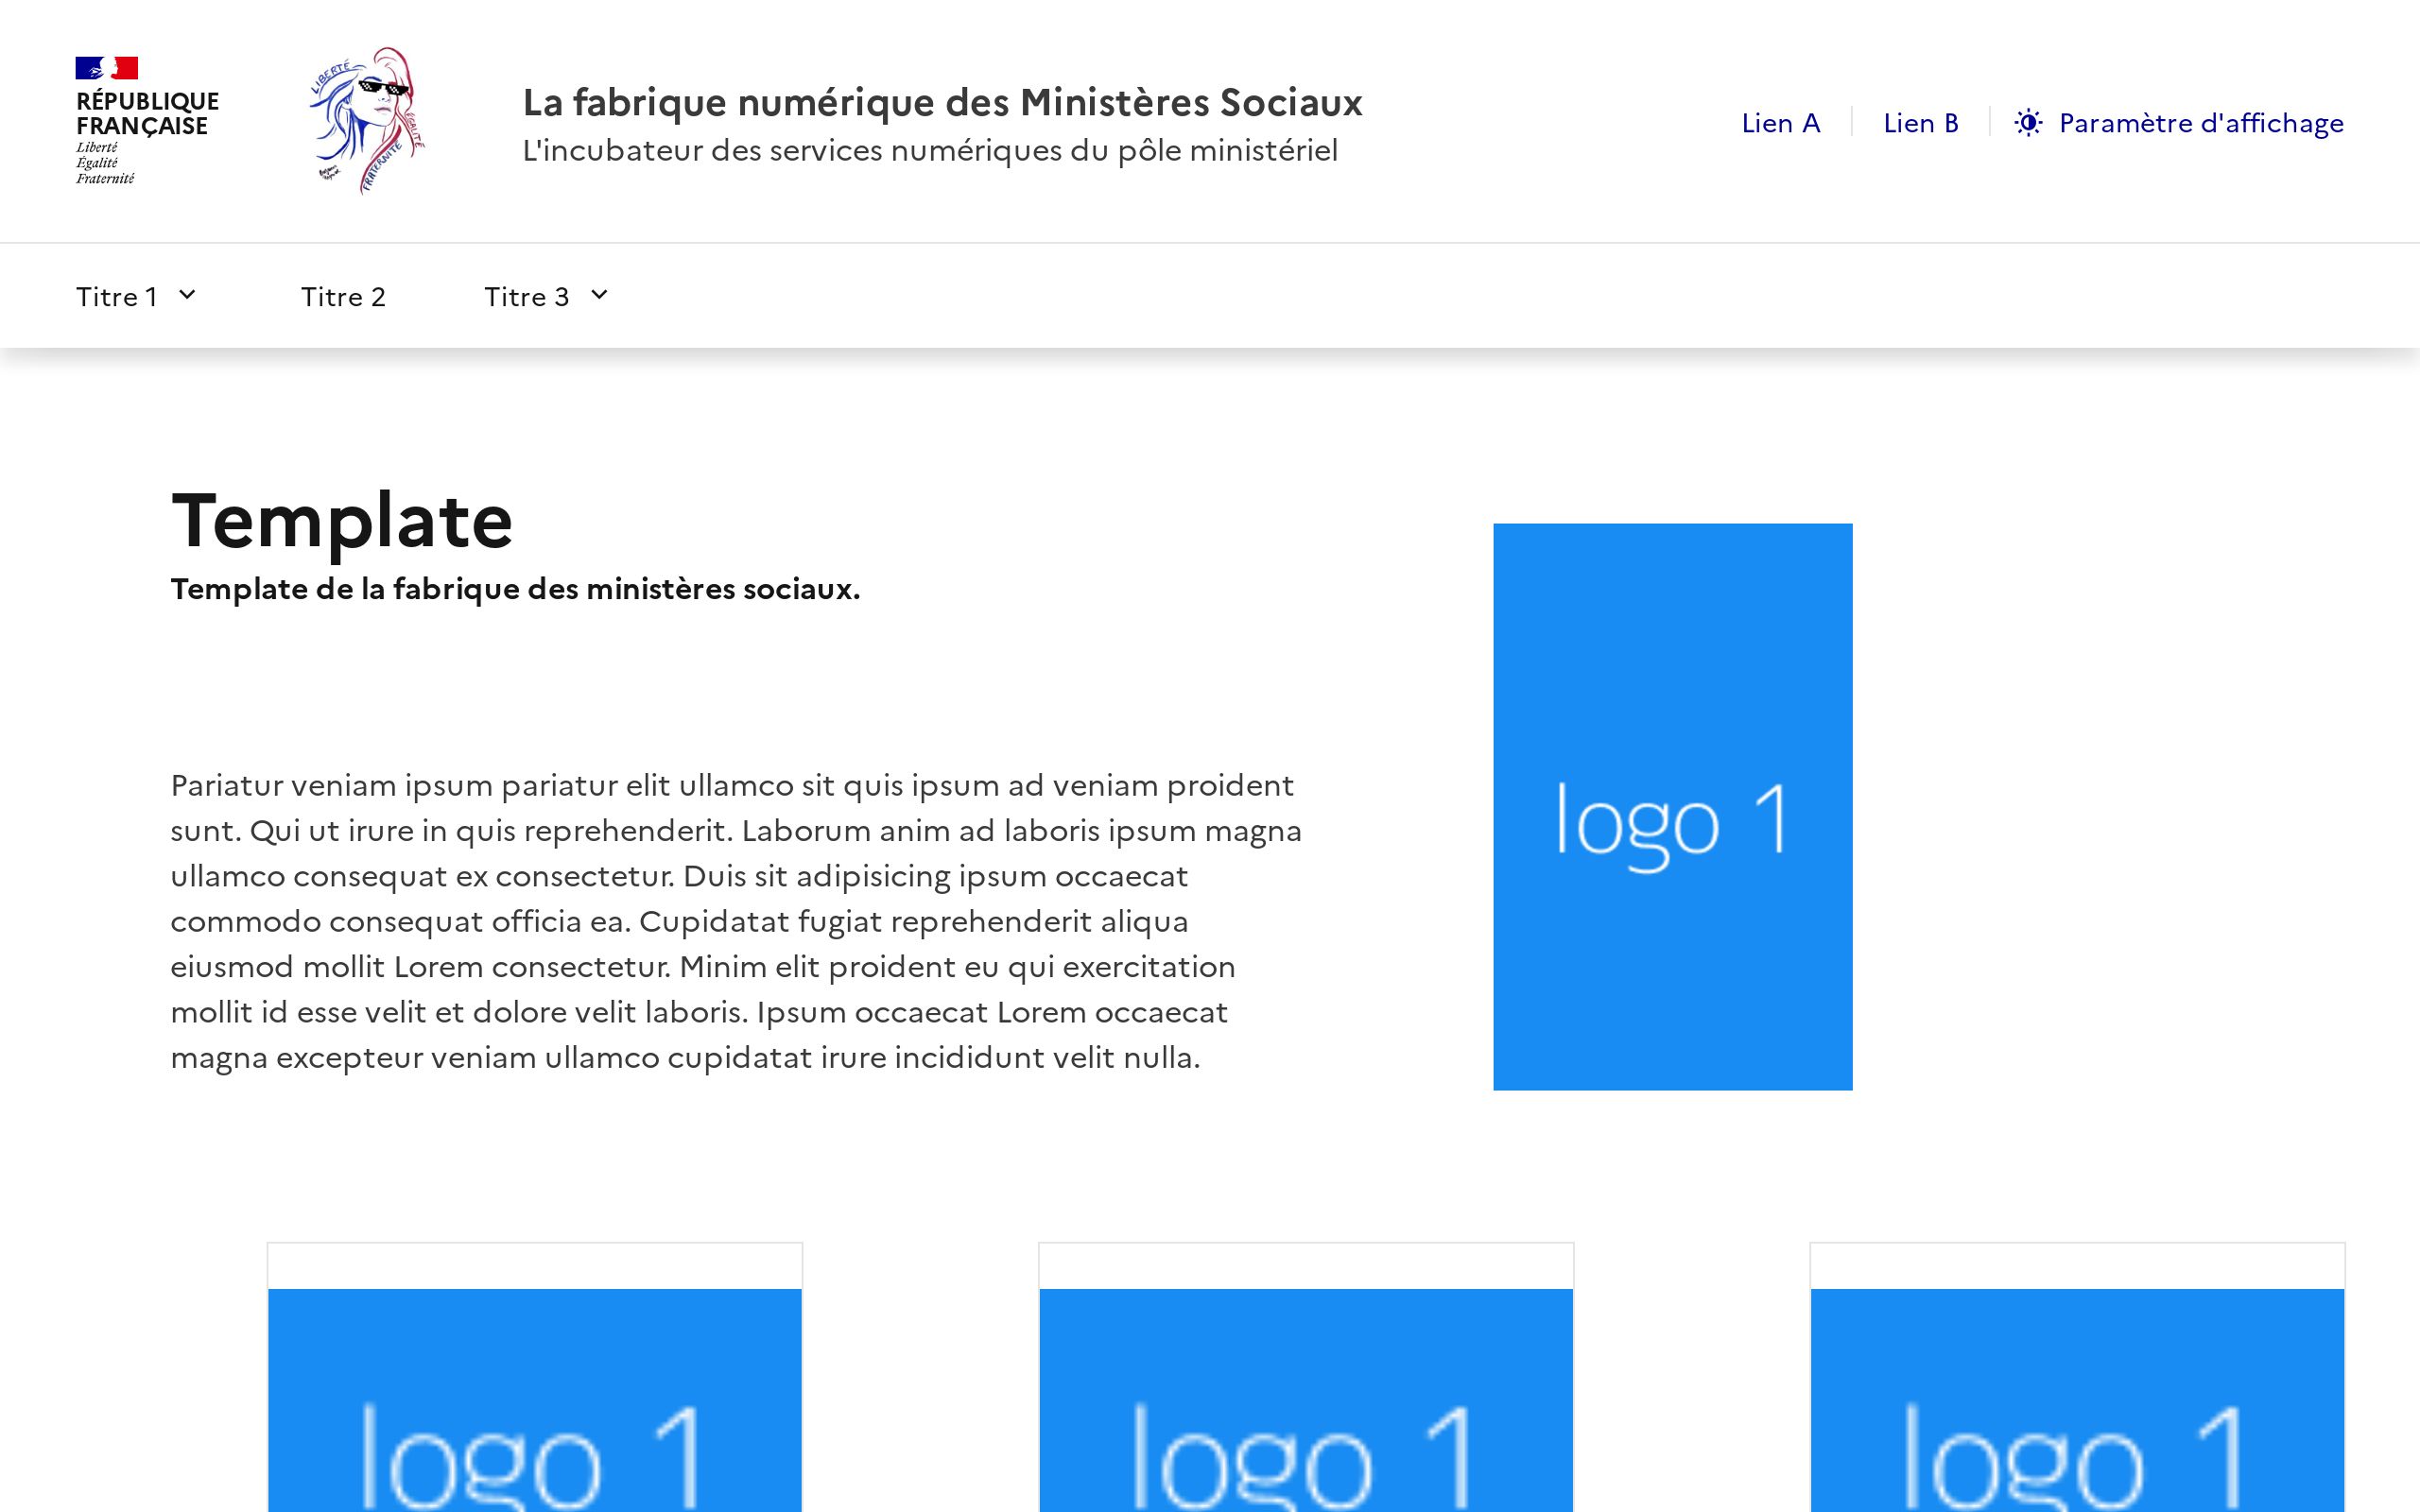 RÉPUBLIQUE
FRANÇAISE
Liberté
Égalité
Fraternité
LIBERTÉ
ÉGALITÉ
FRATERNITÉ
La fabrique numérique des Ministères Sociaux
L'incubateur des services numériques du pôle ministériel
Lien A
Lien B
Paramètre d'affichage
Titre 1
Titre 2
Titre 3
Template
Template de la fabrique des ministères sociaux.
Pariatur veniam ipsum pariatur elit ullamco sit quis ipsum ad veniam proident
sunt. Qui ut irure in quis reprehenderit. Laborum anim ad laboris ipsum magna
ullamco consequat ex consectetur. Duis sit adipisicing ipsum occaecat
commodo consequat officia ea. Cupidatat fugiat reprehenderit aliqua
eiusmod mollit Lorem consectetur. Minim elit proident eu qui exercitation
mollit id esse velit et dolore velit laboris. Ipsum occaecat Lorem occaecat
magna excepteur veniam ullamco cupidatat irure incididunt velit nulla.
logo 1
logo 1
logo 1
logo 1